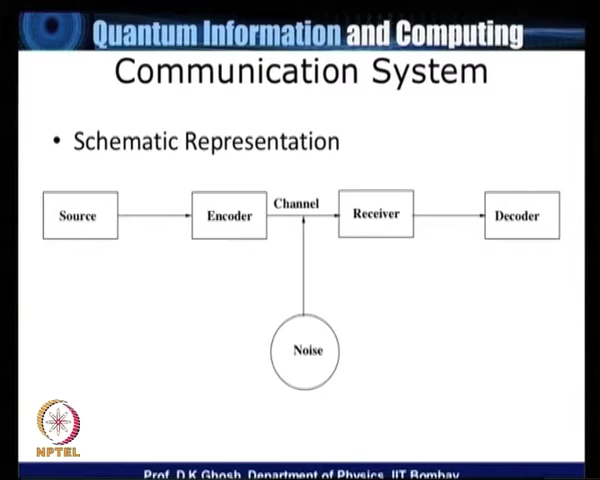 Quantum Information and Computing
Communication System
• Schematic Representation
Source
Encoder
Channel
Receiver
Decoder
Noise
NPTEL
Prof. D.K Ghosh, Department of Physics, IIT Bombay